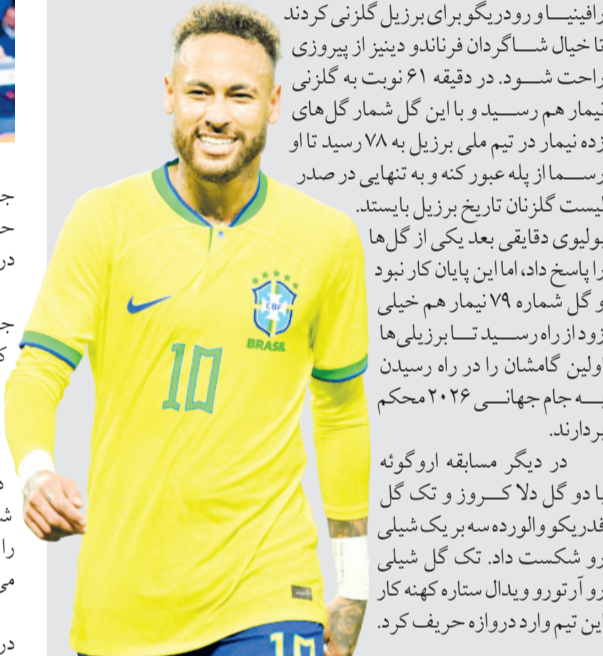 رافینیا و رودریگو برای برزیل گلزنی کردند
تا خیال شاگردان فرناندو دینیز از پیروزی
راحت شود. در دقیقه ۶۱ نوبت به گلزنی
نیمار هم رسید و با این گل شمار گل‌های
زده نیمار در تیم ملی برزیل به ۷۸ رسید تا او
رسما از پله عبور کنه و به تنهایی در صدر
لیست گلزنان تاریخ برزیل بایستد.
بولیوی دقایقی بعد یکی از گل‌ها
را پاسخ داد، اما این پایان کار نبود
و گل شماره ۷۹ نیمار هم خیلی
زود از راه رسید تا برزیلی‌ها
اولین گامشان را در راه رسیدن
به جام جهانی ۲۰۲۶ محکم
بردارند.
در دیگر مسابقه اروگوئه
با دو گل دلا کروز و تک گل
فدریکو والورده سه بر یک شیلی
رو شکست داد. تک گل شیلی
رو آرتورو ویدال ستاره کهنه کار
این تیم وارد دروازه حریف کرد.
CBF
BRASIL
10
10
در
را
می
در